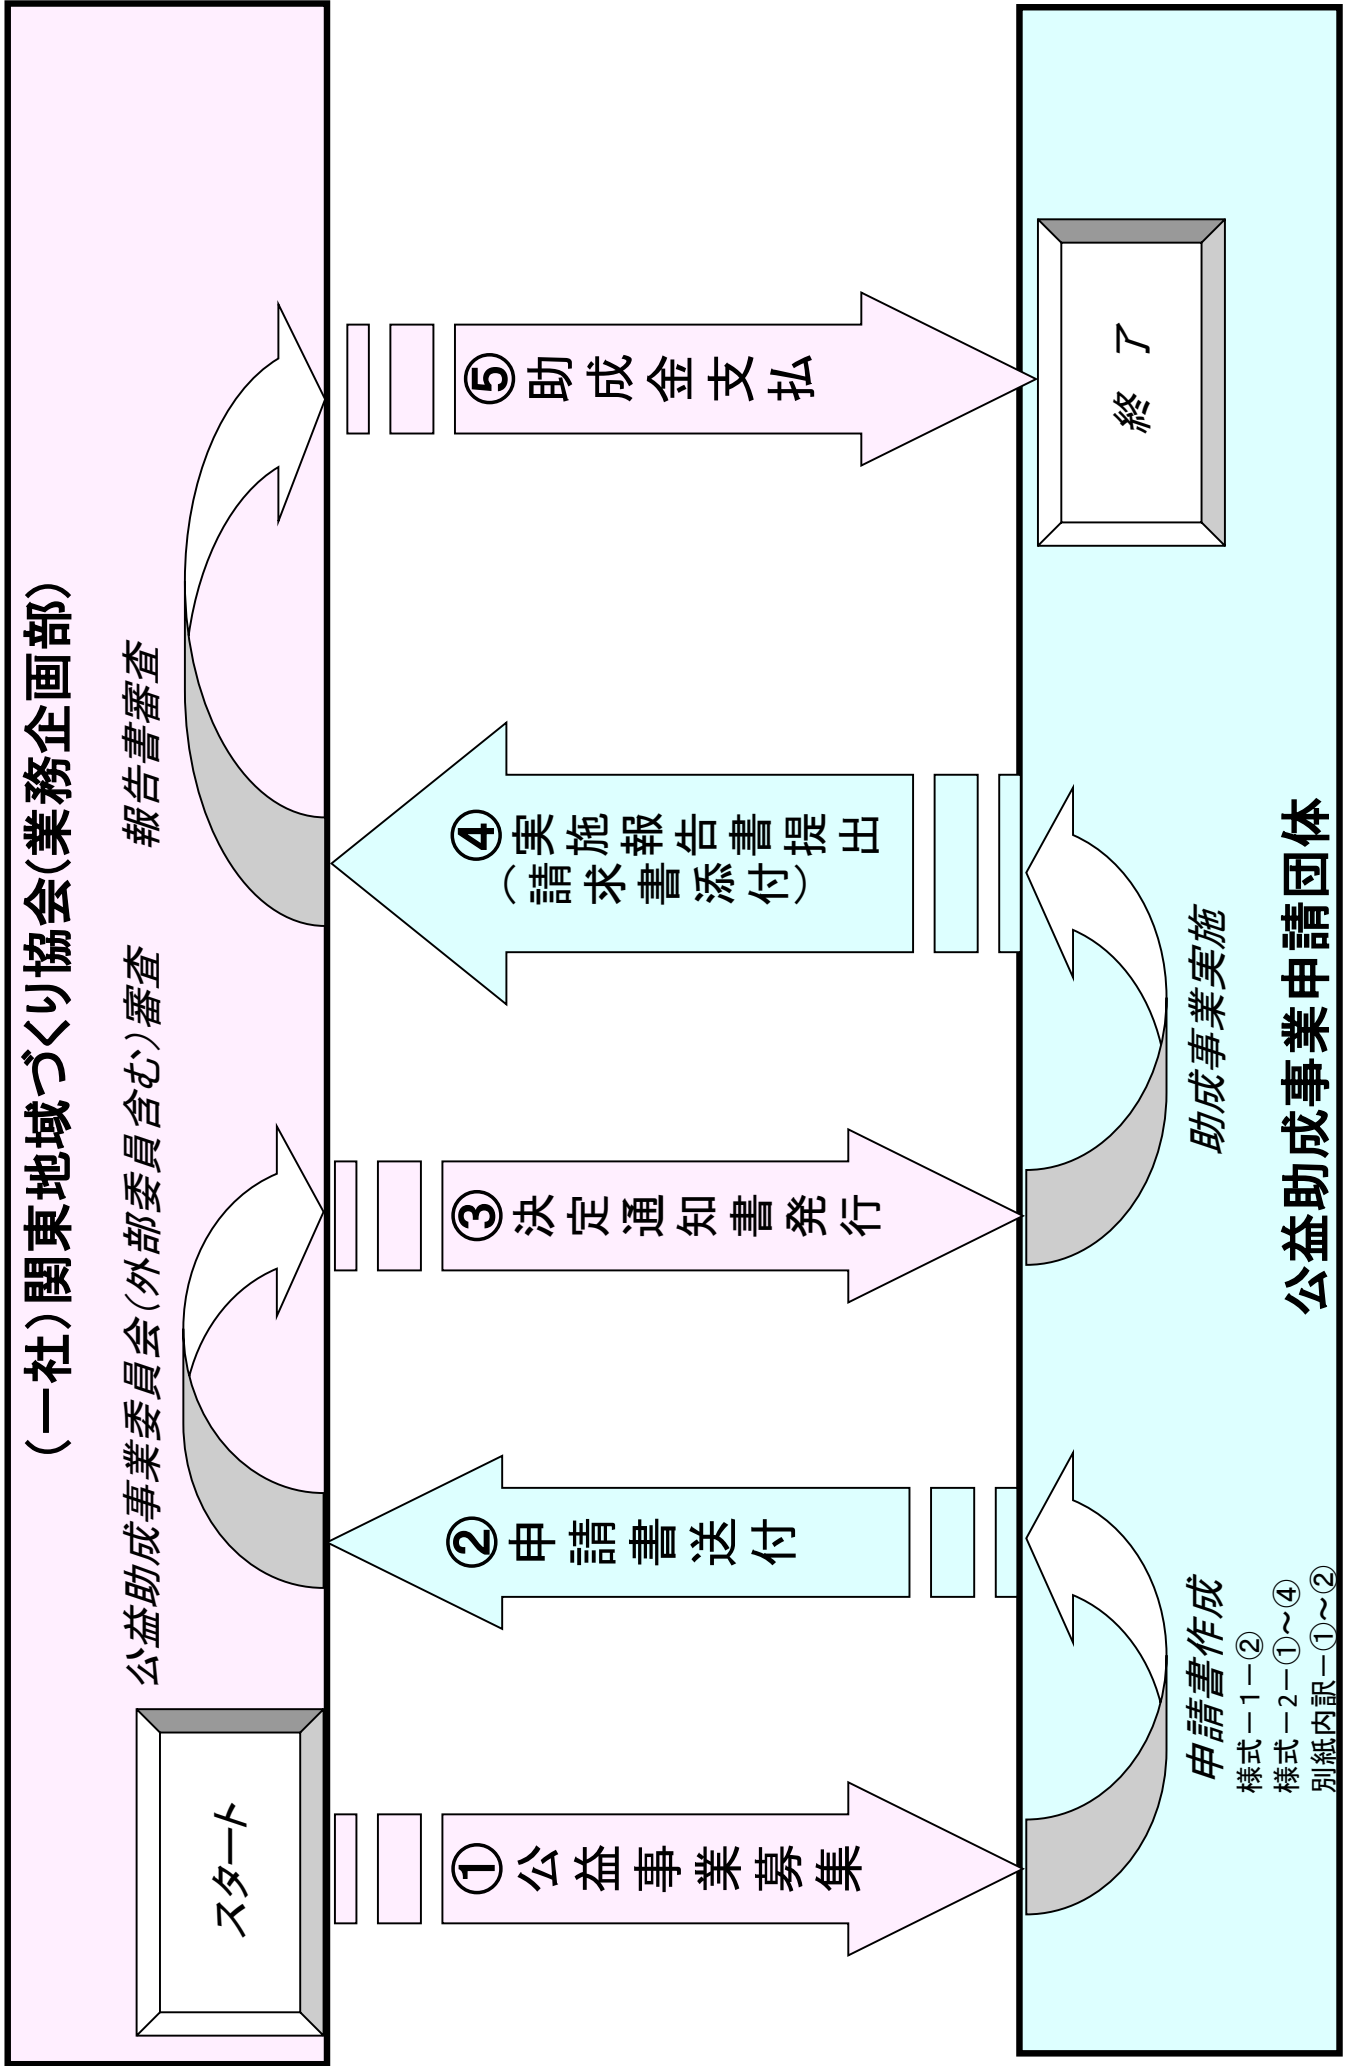 (一社)関東地域づくり協会(業務企画部)
公益助成事業委員会(外部委員含む)審査
報告書審査
スタート
①公益事業募集
②申請書送付
③決定通知書発行
④実施報告書提出
(請求書添付)
⑤助成金支払
終了
申請書作成
様式－1－②
様式－2－①～④
別紙内訳－①～②
助成事業実施
公益助成事業申請団体